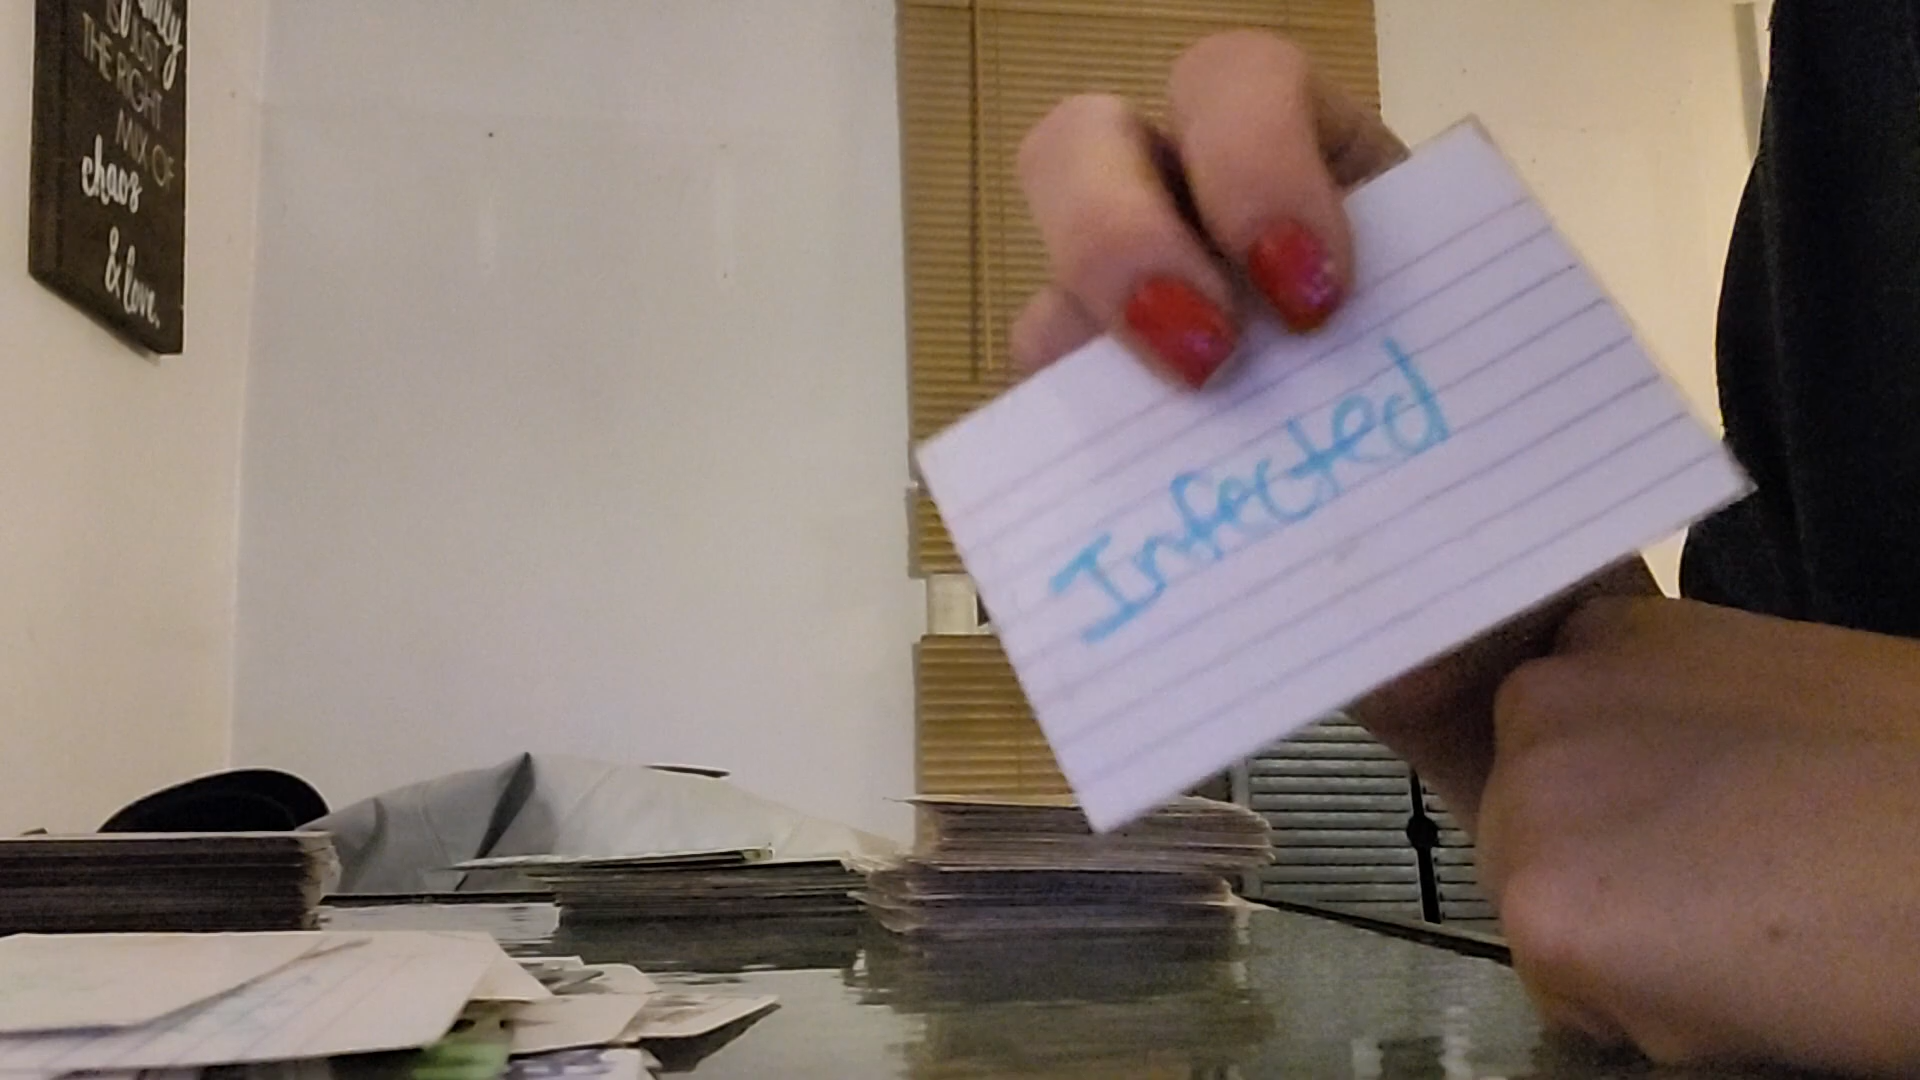 is JUST
THE RIGHT
MIX OF
chaos
& love.
Infected